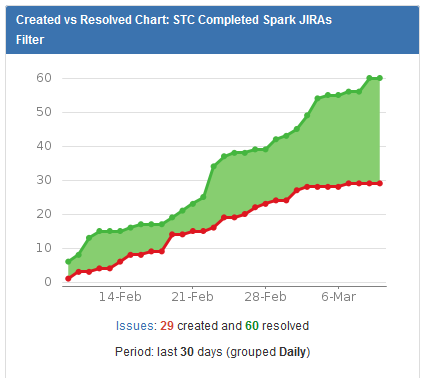 Created vs Resolved Chart: STC Completed Spark JIRAs
Filter
60
50
40
30
20
10
0
14-Feb 21-Feb 28-Feb 6-Mar
Issues: 29 created and 60 resolved
Period: last 30 days (grouped Daily)